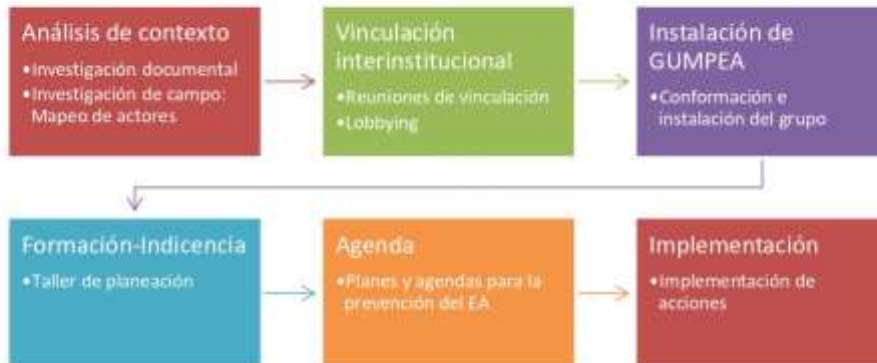 Análisis de contexto
•Investigación documental
•Investigación de campo:
Mapeo de actores
Vinculación
interinstitucional
•Reuniones de vinculación
•Lobbying
Instalación de
GUMPEA
•Conformación e
instalación del grupo
Formación-Indicencia
•Taller de planeación
Agenda
•Planes y agendas para la
prevención del EA
Implementación
•Implementación de
acciones